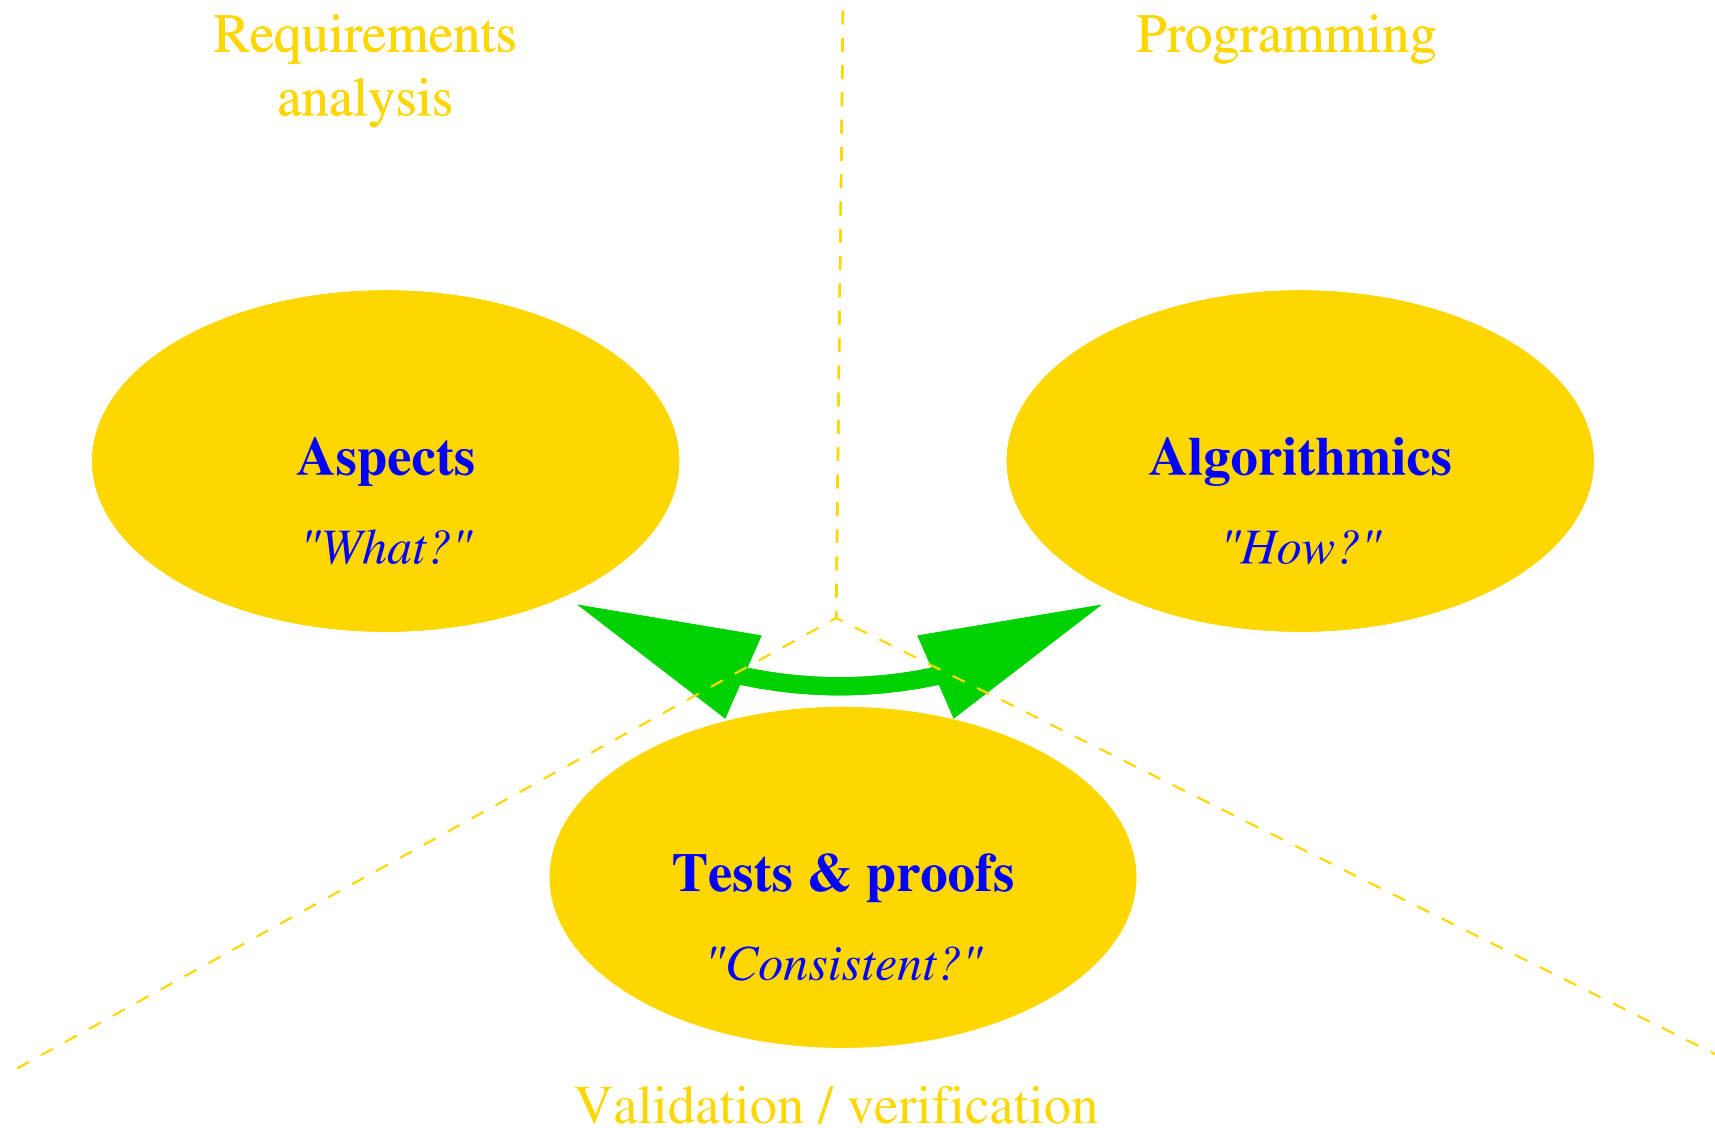 Requirements
analysis
Programming
Aspects
"What?"
Algorithmics
"How?"
Tests & proofs
"Consistent?"
Validation / verification